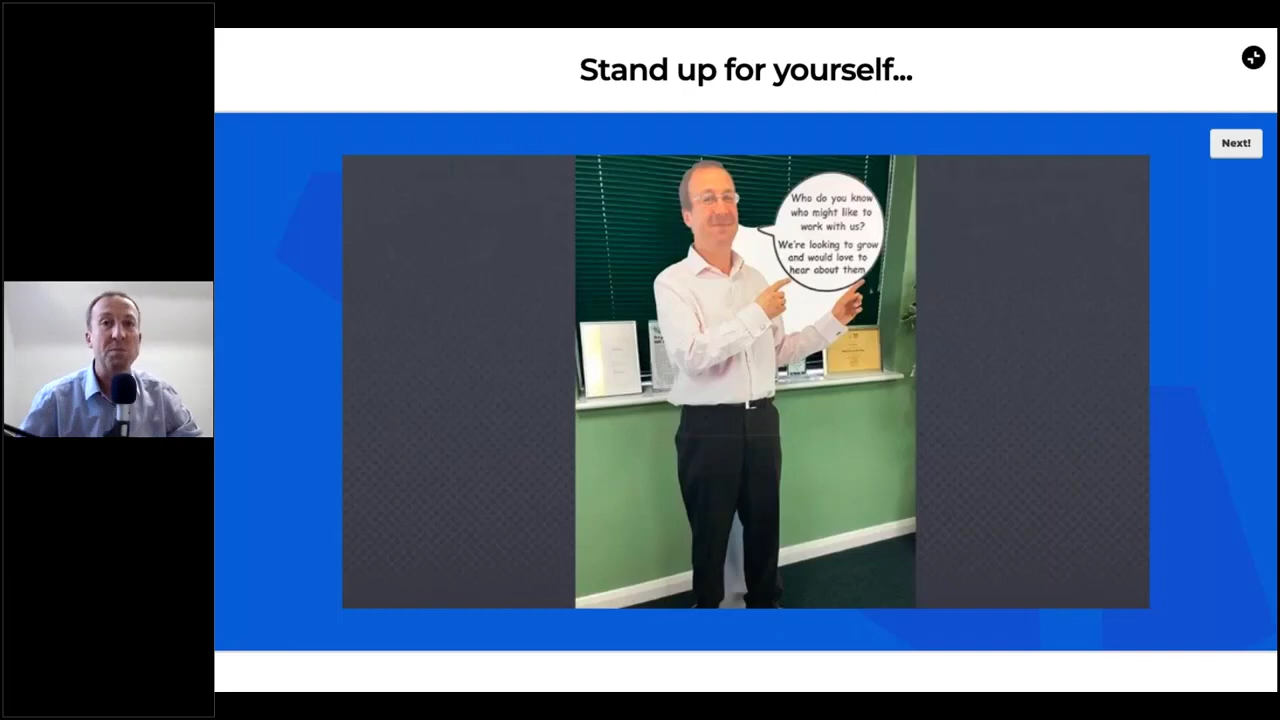 Stand up for yourself...
Next!
Who do you know
who might like to
work with us?
We're looking to grow
and would love to
hear about them